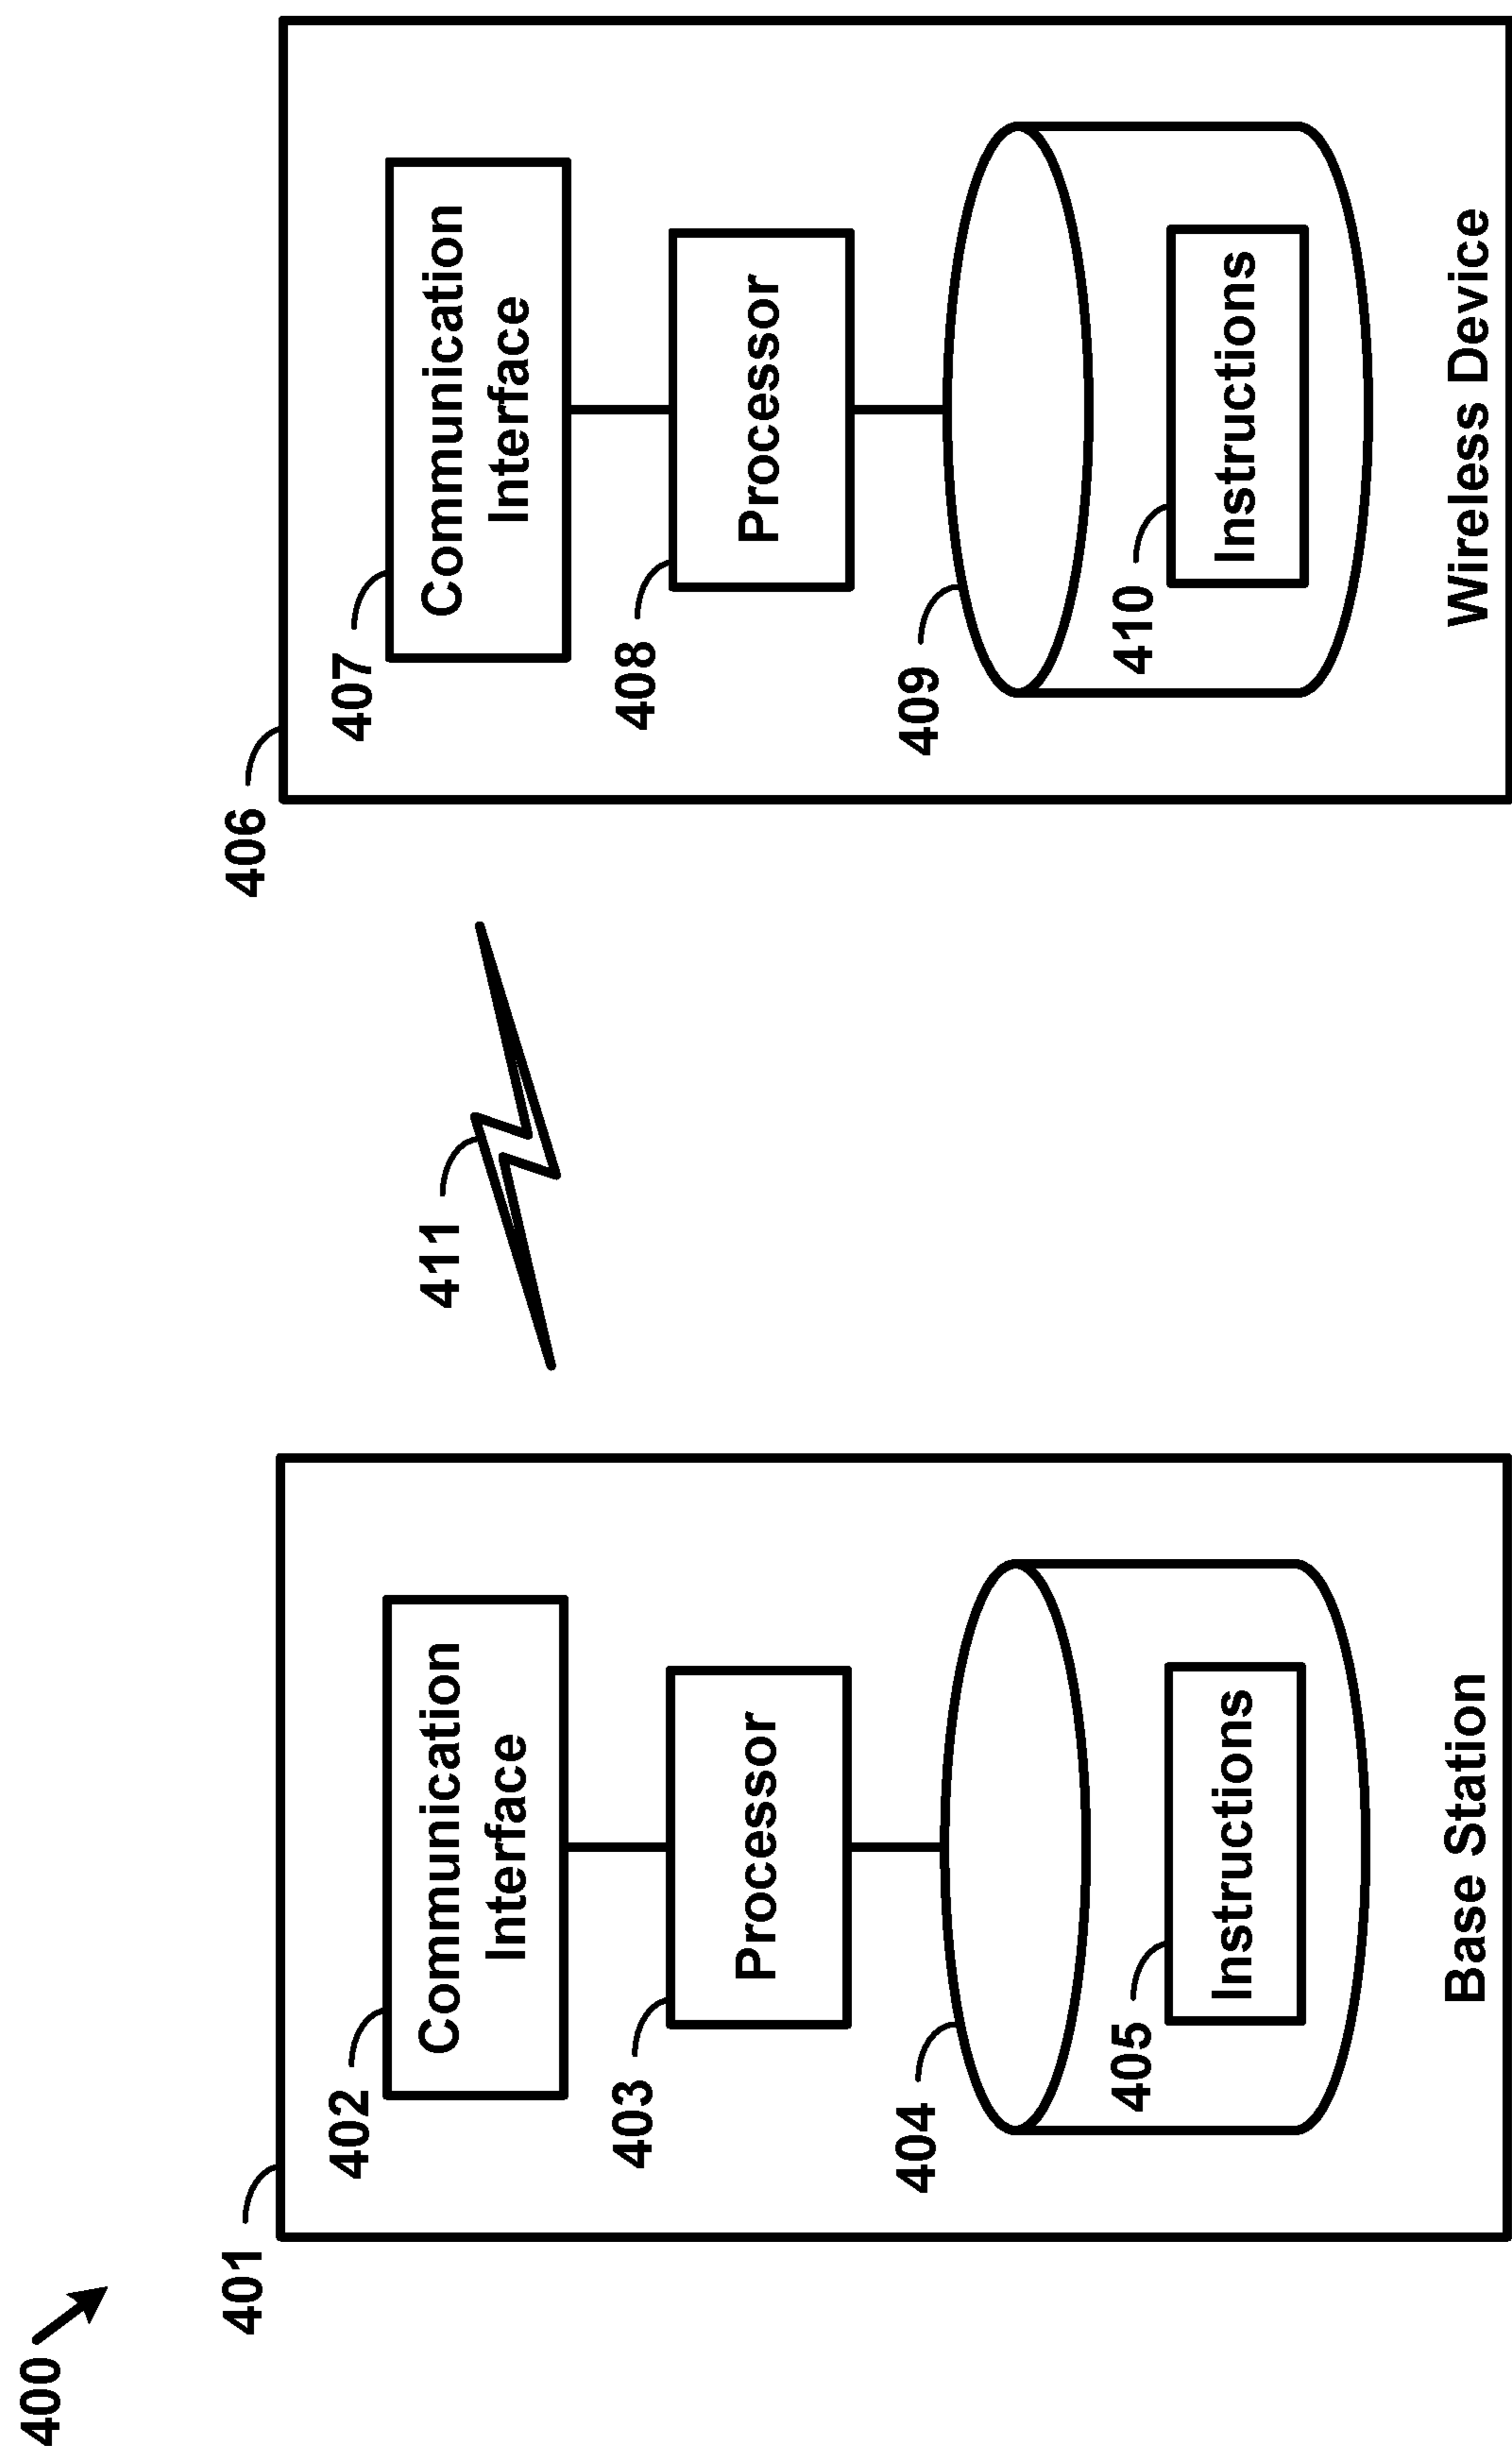 400
401
402
Communication
Interface
403
Processor
404
405
Instructions
Base Station
411
406
407
Communication
Interface
408
Processor
409
410
Instructions
Wireless Device